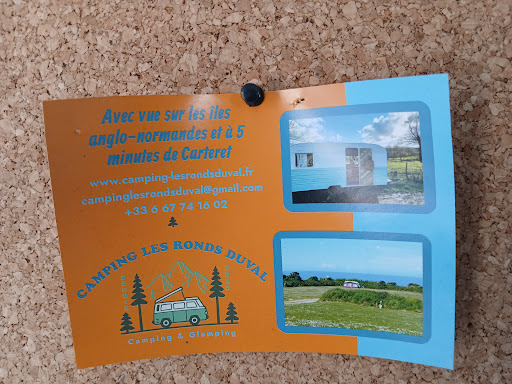 Avec vue sur les îles
anglo-normandes et à 5
minutes de Carteret
www.camping-lesrondsduval.fr
campinglesrondsduval@gmail.com
+33 6 67 74 16 02
CAMPING LES RONDS DUVAL
Camping & Glamping